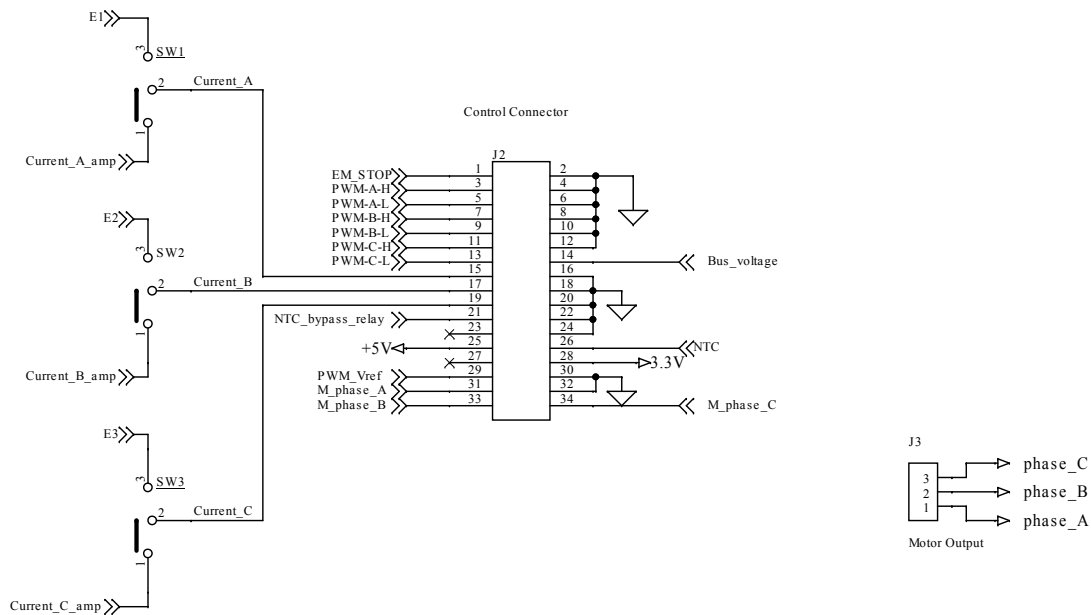 E1
3
SW1
2
Current_A
1
Current_A_amp
E2
3
SW2
2
Current_B
1
Current_B_amp
E3
3
SW3
2
Current_C
1
Current_C_amp
Control Connector
J2
EM_STOP 1 2
PWM-A-H 3 4
PWM-A-L 5 6
PWM-B-H 7 8
PWM-B-L 9 10
PWM-C-H 11 12
PWM-C-L 13 14 Bus_voltage
15 16
17 18
19 20
NTC_bypass_relay 21 22
23 24
+5V 25 26 NTC
27 28 3.3V
PWM_Vref 29 30
M_phase_A 31 32
M_phase_B 33 34 M_phase_C
J3
3 phase_C
2 phase_B
1 phase_A
Motor Output